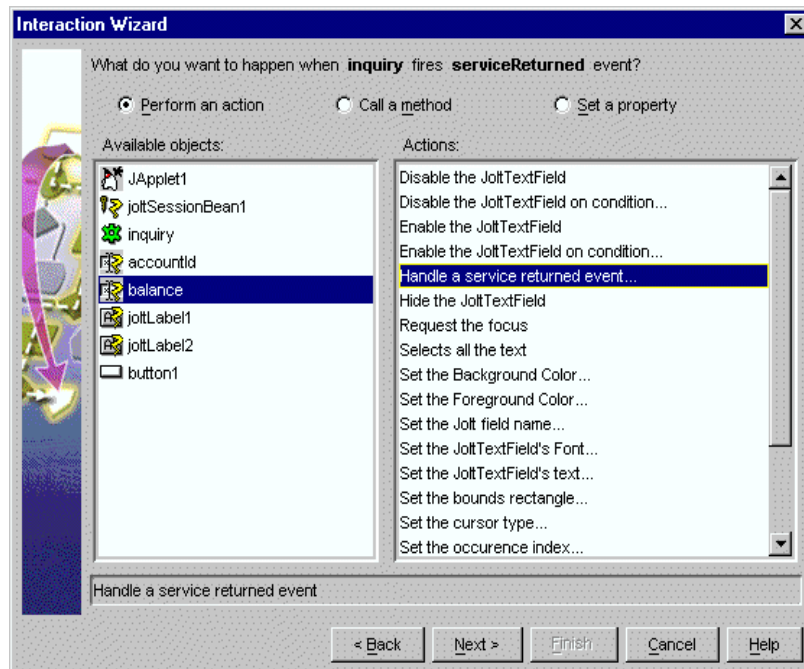 Interaction Wizard
What do you want to happen when inquiry fires serviceReturned event?
Perform an action
Call a method
Set a property
Available objects:
JApplet1
joltSessionBean1
inquiry
accountId
balance
joltLabel1
joltLabel2
button1
Actions:
Disable the JoltTextField
Disable the JoltTextField on condition...
Enable the JoltTextField
Enable the JoltTextField on condition...
Handle a service returned event...
Hide the JoltTextField
Request the focus
Selects all the text
Set the Background Color...
Set the Foreground Color...
Set the Jolt field name...
Set the JoltTextField's Font...
Set the JoltTextField's text...
Set the bounds rectangle...
Set the cursor type...
Set the occurence index...
Handle a service returned event
< Back Next > Finish Cancel Help